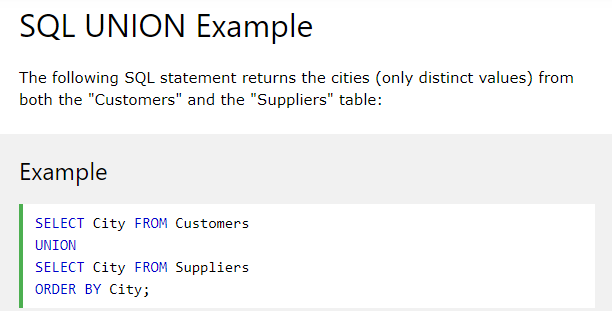 SQL UNION Example
The following SQL statement returns the cities (only distinct values) from
both the "Customers" and the "Suppliers" table:
Example
SELECT City FROM Customers
UNION
SELECT City FROM Suppliers
ORDER BY City;